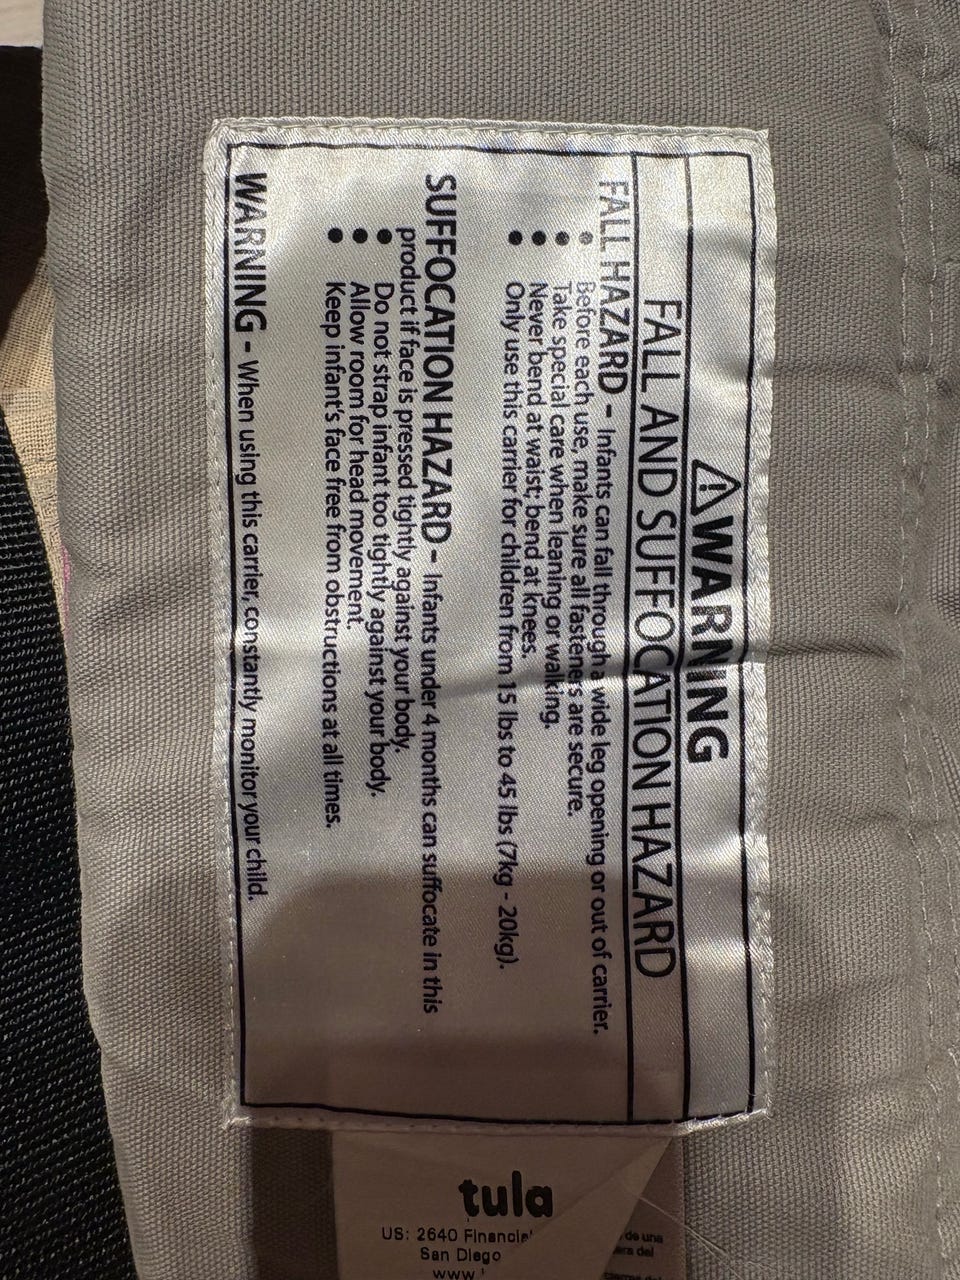 ⚠WARNING
FALL AND SUFFOCATION HAZARD
FALL HAZARD - Infants can fall through a wide leg opening or out of carrier.
• Before each use, make sure all fasteners are secure.
• Take special care when leaning or walking.
• Never bend at waist; bend at knees.
• Only use this carrier for children from 15 lbs to 45 lbs (7kg - 20kg).
SUFFOCATION HAZARD - Infants under 4 months can suffocate in this
product if face is pressed tightly against your body.
• Do not strap infant too tightly against your body.
• Allow room for head movement.
• Keep infant's face free from obstructions at all times.
WARNING - When using this carrier, constantly monitor your child.
tula
US: 2640 Financial
San Diego
www
de una